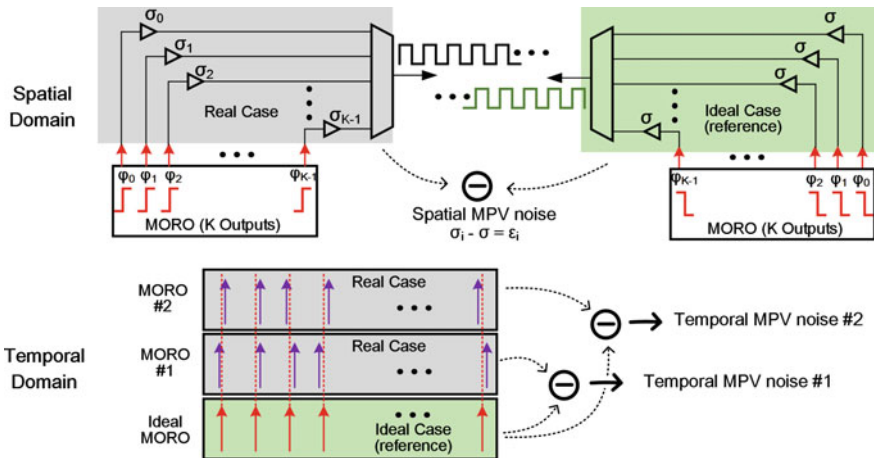 Spatial
Domain
σ0
σ1
σ2
σK-1
Real Case
φ0 φ1 φ2 φK-1
MORO (K Outputs)
σ
σ
σ
σ
Ideal Case
(reference)
φK-1 φ2 φ1 φ0
MORO (K Outputs)
Spatial MPV noise
σi - σ = εi
Temporal
Domain
MORO
#2
Real Case
Temporal MPV noise #2
MORO
#1
Real Case
Temporal MPV noise #1
Ideal
MORO
Ideal Case
(reference)